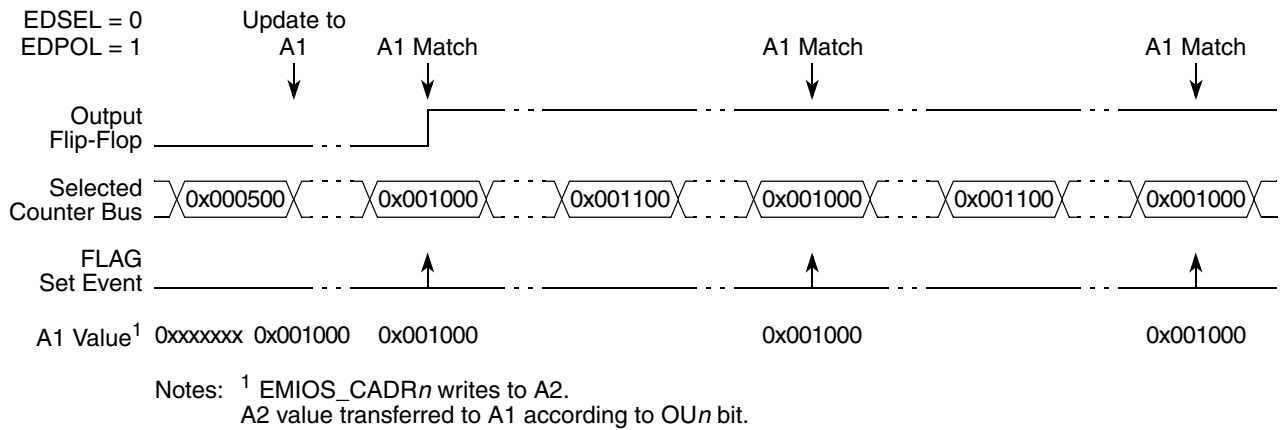 EDSEL = 0
EDPOL = 1
Update to
A1
A1 Match
A1 Match
A1 Match
Output
Flip-Flop
Selected
Counter Bus
0x000500
0x001000
0x001100
0x001000
0x001100
0x001000
FLAG
Set Event
A1 Value1 0xxxxxxx 0x001000 0x001000 0x001000 0x001000
Notes: 1 EMIOS_CADRn writes to A2.
A2 value transferred to A1 according to OUn bit.